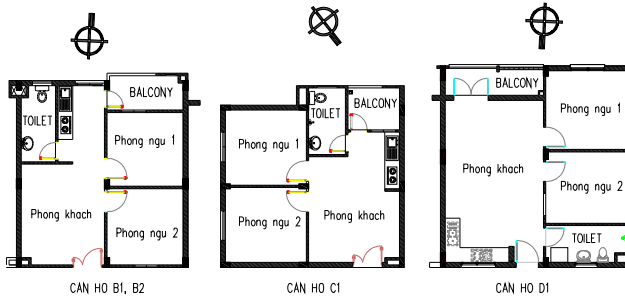 BALCONY
TOILET
Phong ngu 1
Phong khach
Phong ngu 2
CAN HO B1, B2
BALCONY
TOILET
Phong ngu 1
Phong ngu 2
Phong khach
CAN HO C1
BALCONY
Phong ngu 1
Phong khach
Phong ngu 2
TOILET
CAN HO D1